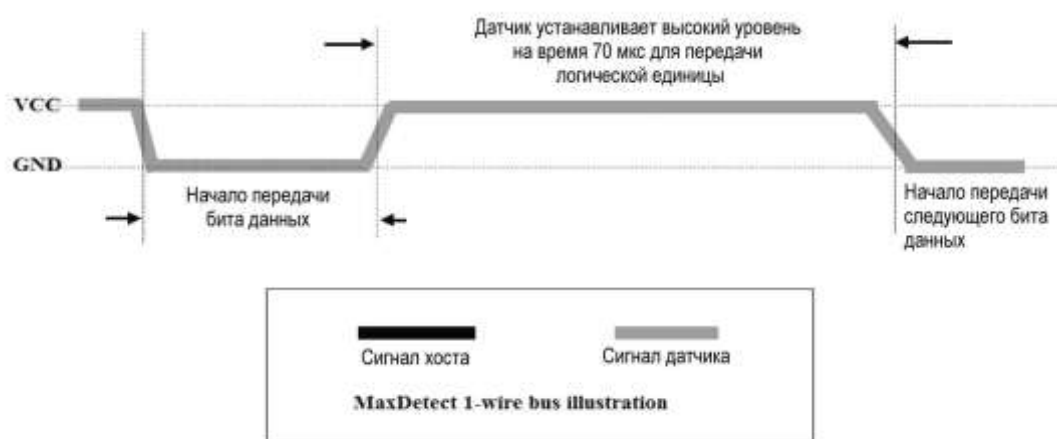 Датчик устанавливает высокий уровень
на время 70 мкс для передачи
логической единицы
VCC
GND
Начало передачи
бита данных
Начало передачи
следующего бита
данных
Сигнал хоста
Сигнал датчика
MaxDetect 1-wire bus illustration